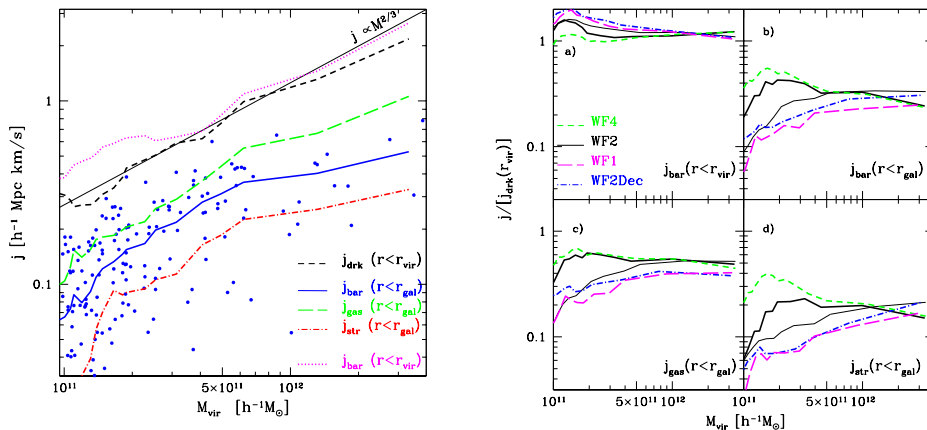 j ∝M^{2/3}
1
0.1
j [h⁻¹ Mpc km/s]
j_drk (r<r_vir)
j_bar (r<r_gal)
j_gas (r<r_gal)
j_str (r<r_gal)
j_bar (r<r_vir)
10¹¹
5×10¹¹
10¹²
M_vir [h⁻¹M_⊙]
a)
b)
1
0.1
WF4
WF2
WF1
WF2Dec
j_bar(r<r_vir)
j_bar(r<r_gal)
j/[j_drk(r_vir)]
c)
d)
1
0.1
j_gas(r<r_gal)
j_str(r<r_gal)
10¹¹
5×10¹¹
10¹²
10¹¹
5×10¹¹
10¹²
M_vir [h⁻¹M_⊙]